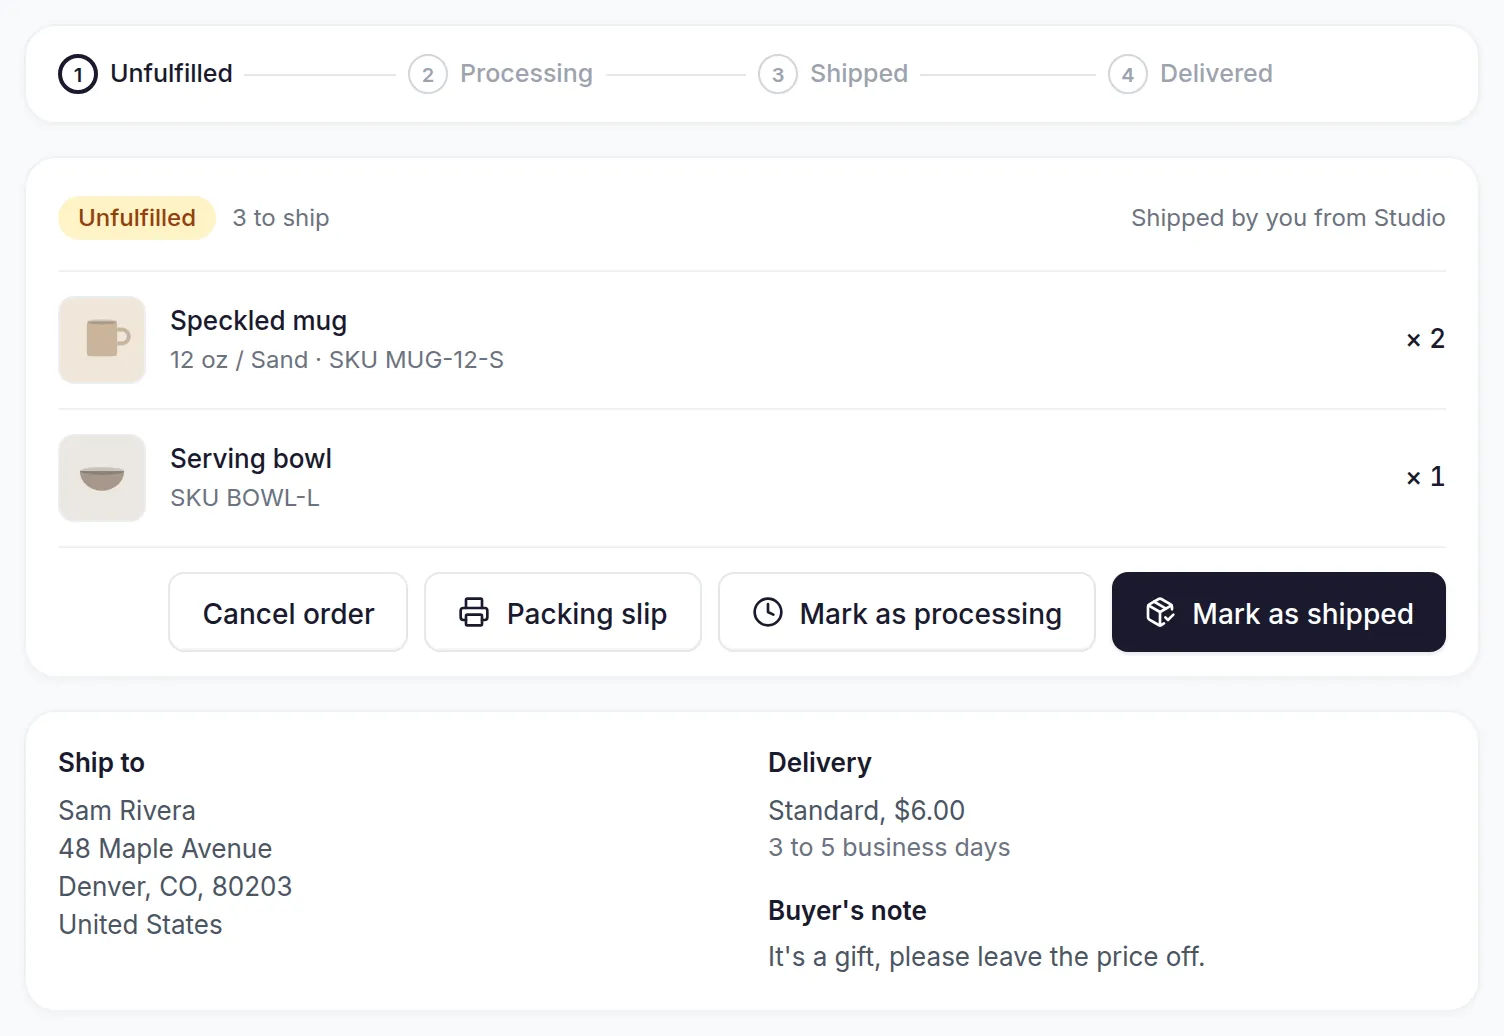 1 Unfulfilled 2 Processing 3 Shipped 4 Delivered
Unfulfilled 3 to ship Shipped by you from Studio
Speckled mug
12 oz / Sand · SKU MUG-12-S
× 2
Serving bowl
SKU BOWL-L
× 1
Cancel order Packing slip Mark as processing Mark as shipped
Ship to
Sam Rivera
48 Maple Avenue
Denver, CO, 80203
United States
Delivery
Standard, $6.00
3 to 5 business days
Buyer's note
It's a gift, please leave the price off.